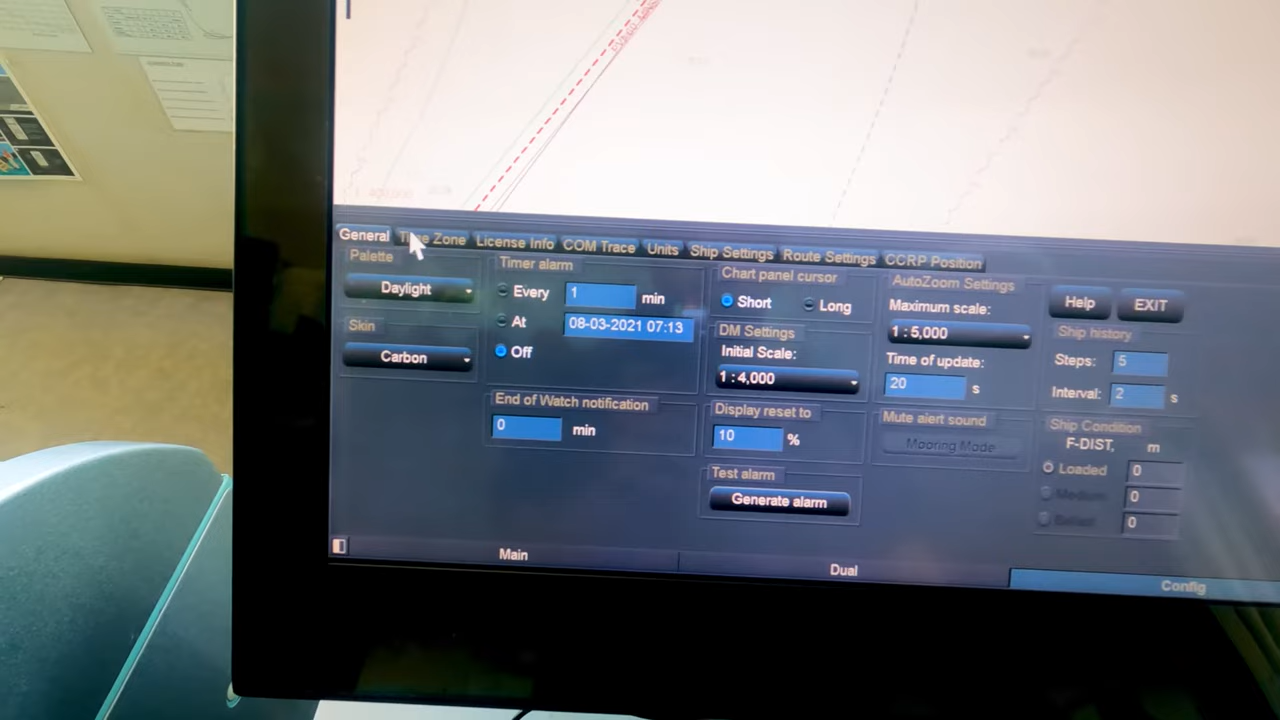 General
Time Zone
License Info
COM Trace
Units
Ship Settings
Route Settings
CCRP Position
Palette
Daylight
Skin
Carbon
Timer alarm
Every
1
min
At
08-03-2021 07:13
Off
End of Watch notification
0
min
Chart panel cursor
Short
Long
DM Settings
Initial Scale:
1 : 4,000
Display reset to
10
%
Test alarm
Generate alarm
AutoZoom Settings
Maximum scale:
1 : 5,000
Time of update:
20
s
Mute alert sound
Mooring Mode
Help
EXIT
Ship history
Steps:
5
Interval:
2
s
Ship Condition
F-DIST,
m
Loaded
0
Medium
0
Ballast
0
Main
Dual
Config